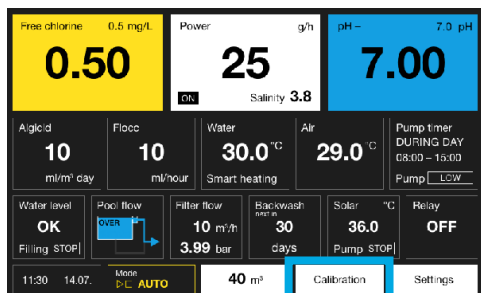 Free chlorine 0.5 mg/L
0.50
Power g/h
25
ON Salinity 3.8
pH – 7.0 pH
7.00
Algicid
10
ml/m³ day
Flocc
10
ml/hour
Water
30.0 °C
Smart heating
Air
29.0 °C
Pump timer
DURING DAY
08:00 – 15:00
Pump LOW
Water level
OK
Filling STOP
Pool flow
OVER
Filter flow
10 m³/h
3.99 bar
Backwash
next in
30
days
Solar °C
36.0
Pump STOP
Relay
OFF
11:30 14.07.
Mode
AUTO
40 m³
Calibration
Settings